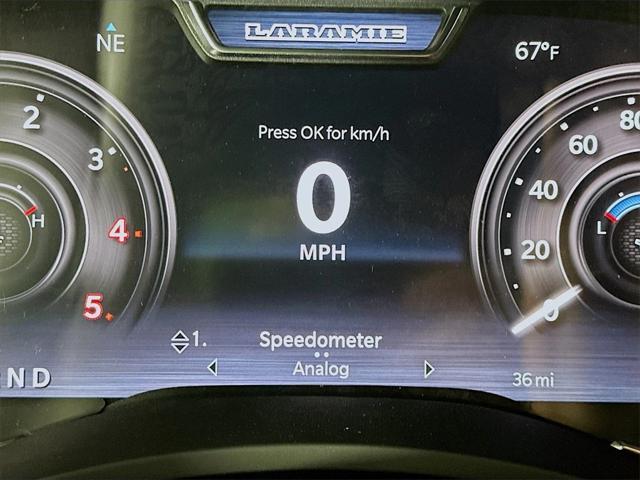 LARAMIE
NE
67°F
2
3
4
5
H
Press OK for km/h
0
MPH
80
60
40
20
0
L
1.
Speedometer
Analog
ND
36 mi